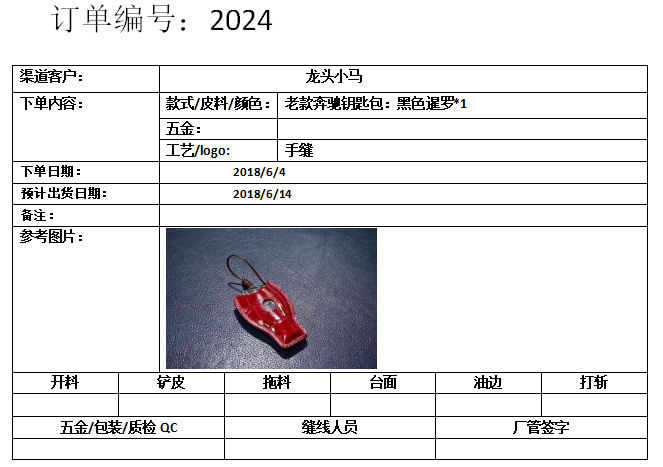 订单编号：2024
渠道客户： 龙头小马
下单内容： 款式/皮料/颜色： 老款奔驰钥匙包：黑色暹罗*1
五金：
工艺/logo: 手缝
下单日期： 2018/6/4
预计出货日期： 2018/6/14
备注：
参考图片：
开料 铲皮 拖料 台面 油边 打斩
五金/包装/质检 QC 缝线人员 厂管签字